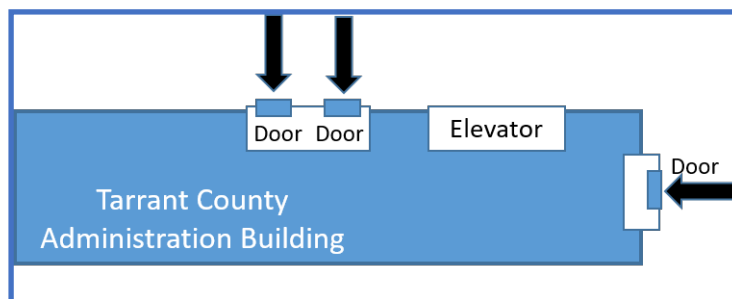 Door Door
Elevator
Door
Tarrant County
Administration Building